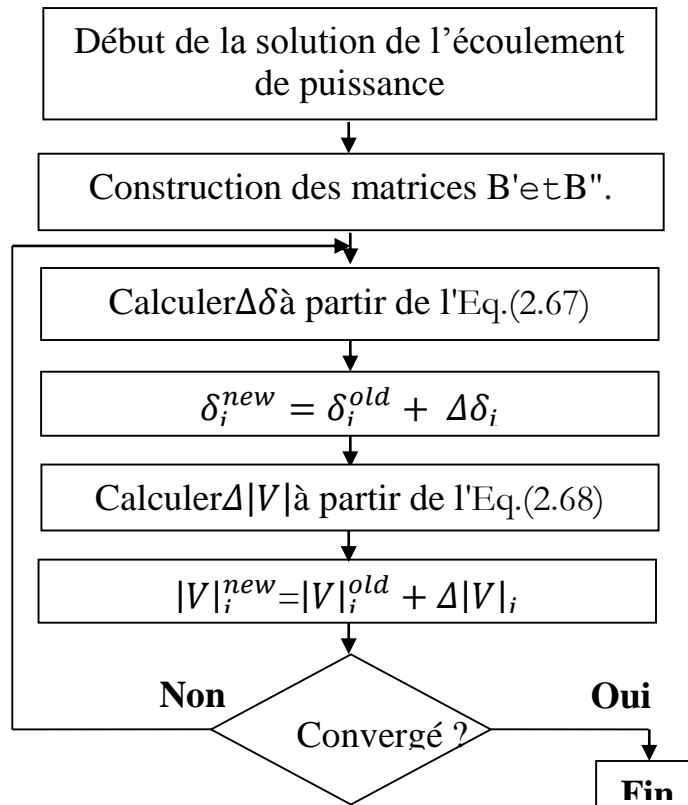 Début de la solution de l’écoulement
de puissance
Construction des matrices B'etB".
CalculerΔδà partir de l'Eq.(2.67)
δ_i^{new} = δ_i^{old} + Δδ_i
CalculerΔ|V|à partir de l'Eq.(2.68)
|V|_i^{new}=|V|_i^{old} + Δ|V|_i
Non
Oui
Convergé ?
Fin